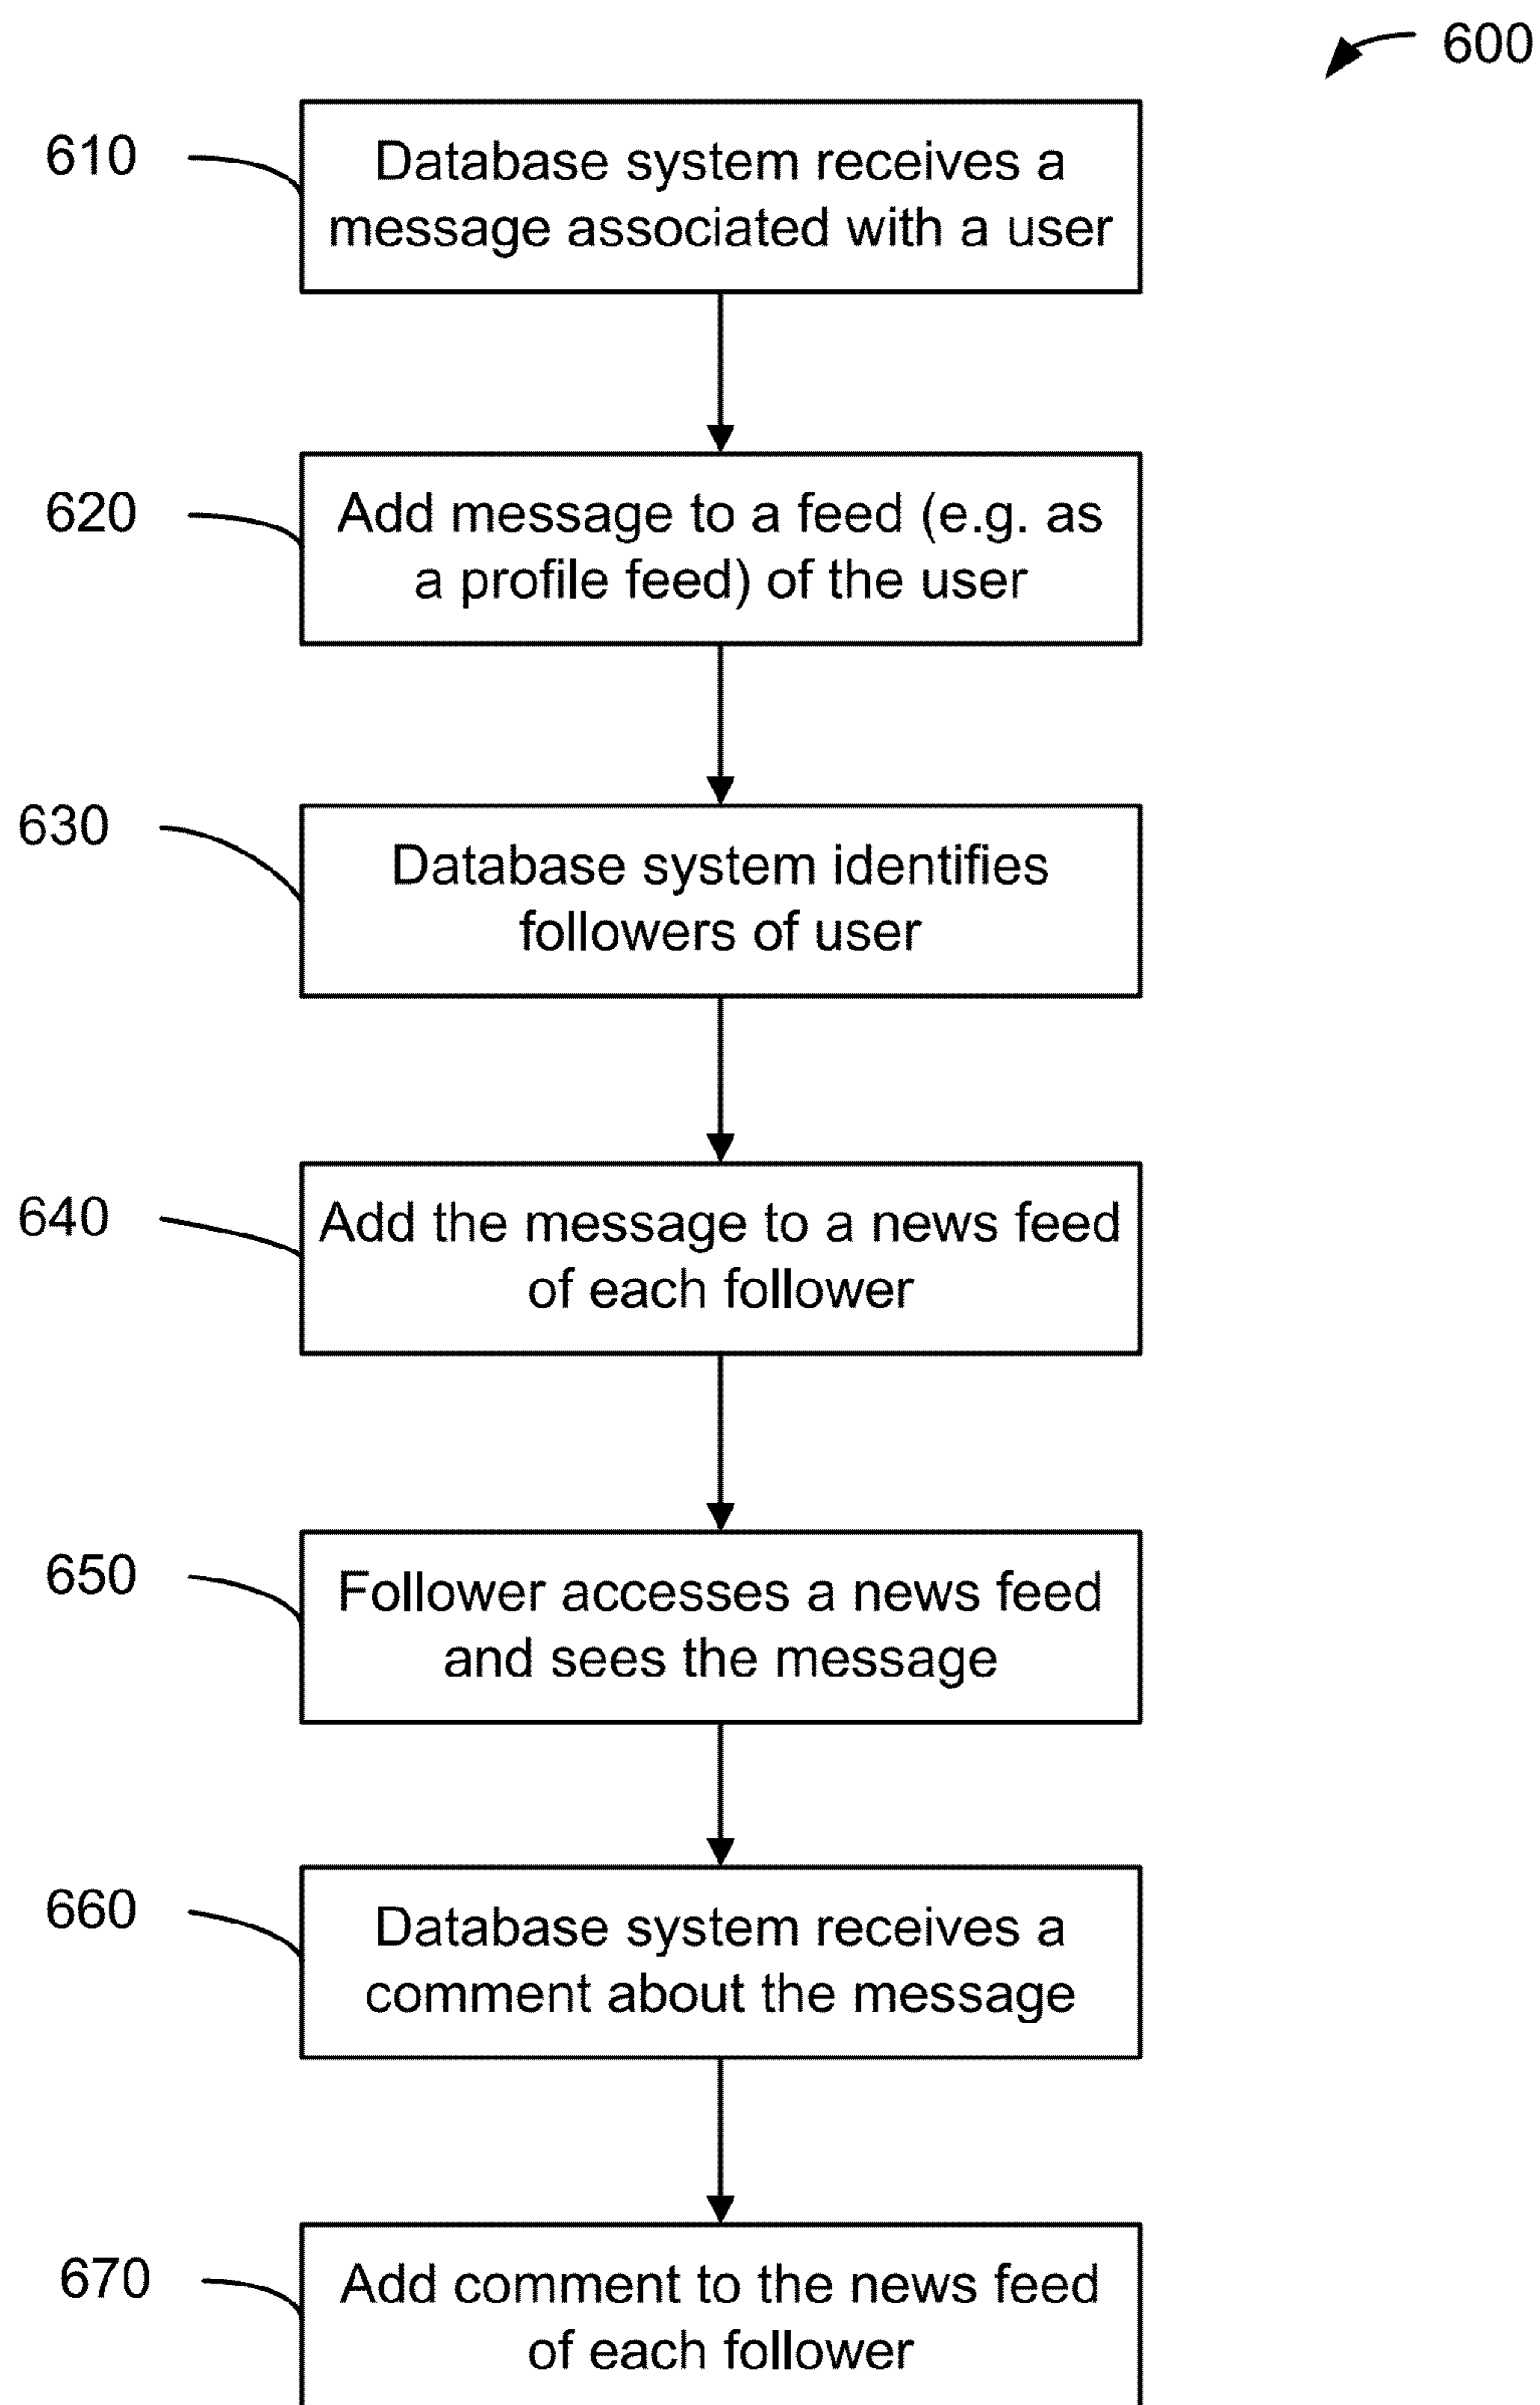 600
610
Database system receives a
message associated with a user
620
Add message to a feed (e.g. as
a profile feed) of the user
630
Database system identifies
followers of user
640
Add the message to a news feed
of each follower
650
Follower accesses a news feed
and sees the message
660
Database system receives a
comment about the message
670
Add comment to the news feed
of each follower